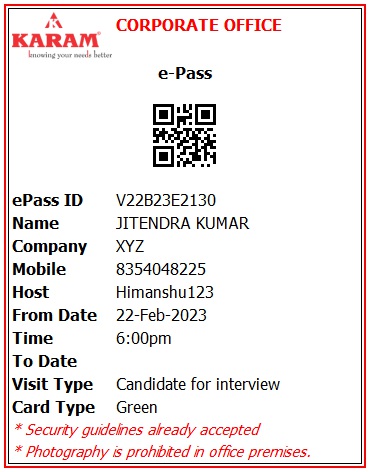 CORPORATE OFFICE
KARAM®
knowing your needs better
e-Pass
ePass ID V22B23E2130
Name JITENDRA KUMAR
Company XYZ
Mobile 8354048225
Host Himanshu123
From Date 22-Feb-2023
Time 6:00pm
To Date
Visit Type Candidate for interview
Card Type Green
* Security guidelines already accepted
* Photography is prohibited in office premises.